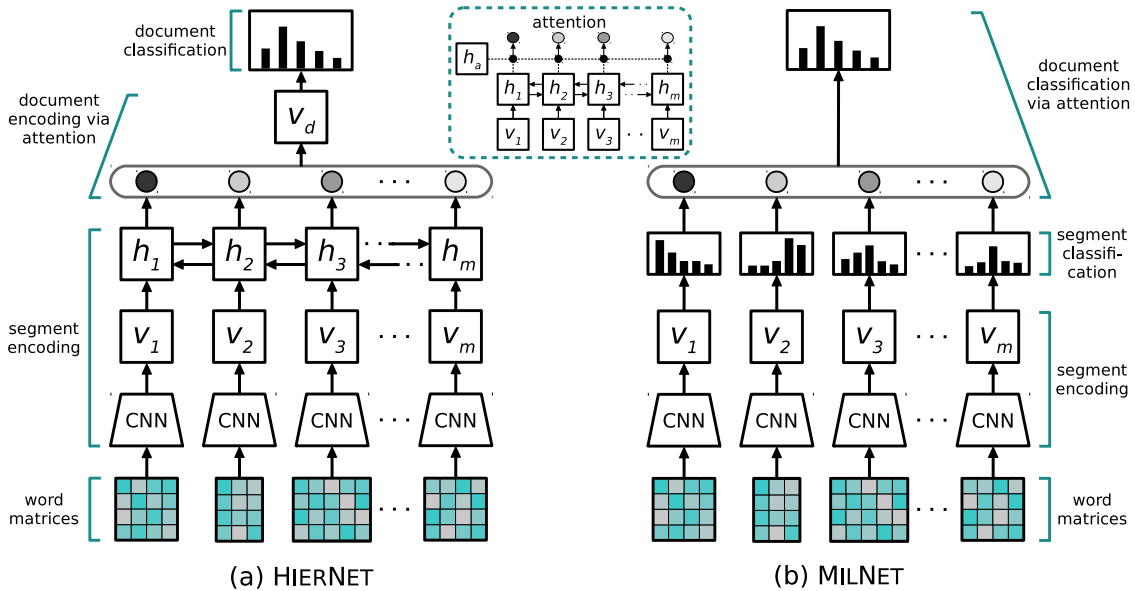 document
classification
document
encoding via
attention
v_d
h_1 h_2 h_3 . . . h_m
segment
encoding
v_1 v_2 v_3 . . . v_m
CNN CNN CNN . . . CNN
word
matrices
. . .
(a) HIERNET
attention
h_a
h_1 h_2 h_3 h_m
v_1 v_2 v_3 . . v_m
document
classification
via attention
. . .
segment
classifi-
cation
. . .
v_1 v_2 v_3 . . . v_m
segment
encoding
CNN CNN CNN . . . CNN
word
matrices
. . .
(b) MILNET